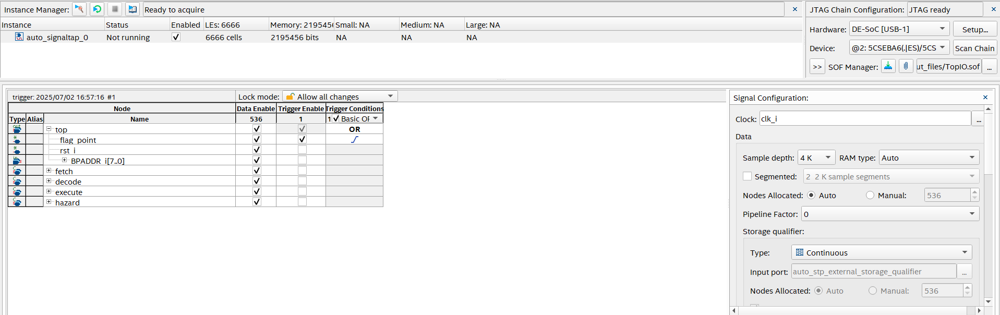 Instance Manager: Ready to acquire
Instance Status Enabled LEs: 6666 Memory: 219545 Small: NA Medium: NA Large: NA
auto_signaltap_0 Not running 6666 cells 2195456 bits NA NA NA
JTAG Chain Configuration: JTAG ready
Hardware: DE-SoC [USB-1] Setup...
Device: @2: 5CSEBA6(.|ES)/5CS Scan Chain
>> SOF Manager: ut_files/TopIO.sof ...
trigger: 2025/07/02 16:57:16 #1 Lock mode: Allow all changes
Node Data Enable Trigger Enable Trigger Conditions
Type Alias Name 536 1 1 Basic OR
top OR
flag_point
rst_i
BPADDR_i[7..0]
fetch
decode
execute
hazard
Signal Configuration:
Clock: clk_i ...
Data
Sample depth: 4 K RAM type: Auto
Segmented: 2 2 K sample segments
Nodes Allocated: Auto Manual: 536
Pipeline Factor: 0
Storage qualifier:
Type: Continuous
Input port: auto_stp_external_storage_qualifier ...
Nodes Allocated: Auto Manual: 536